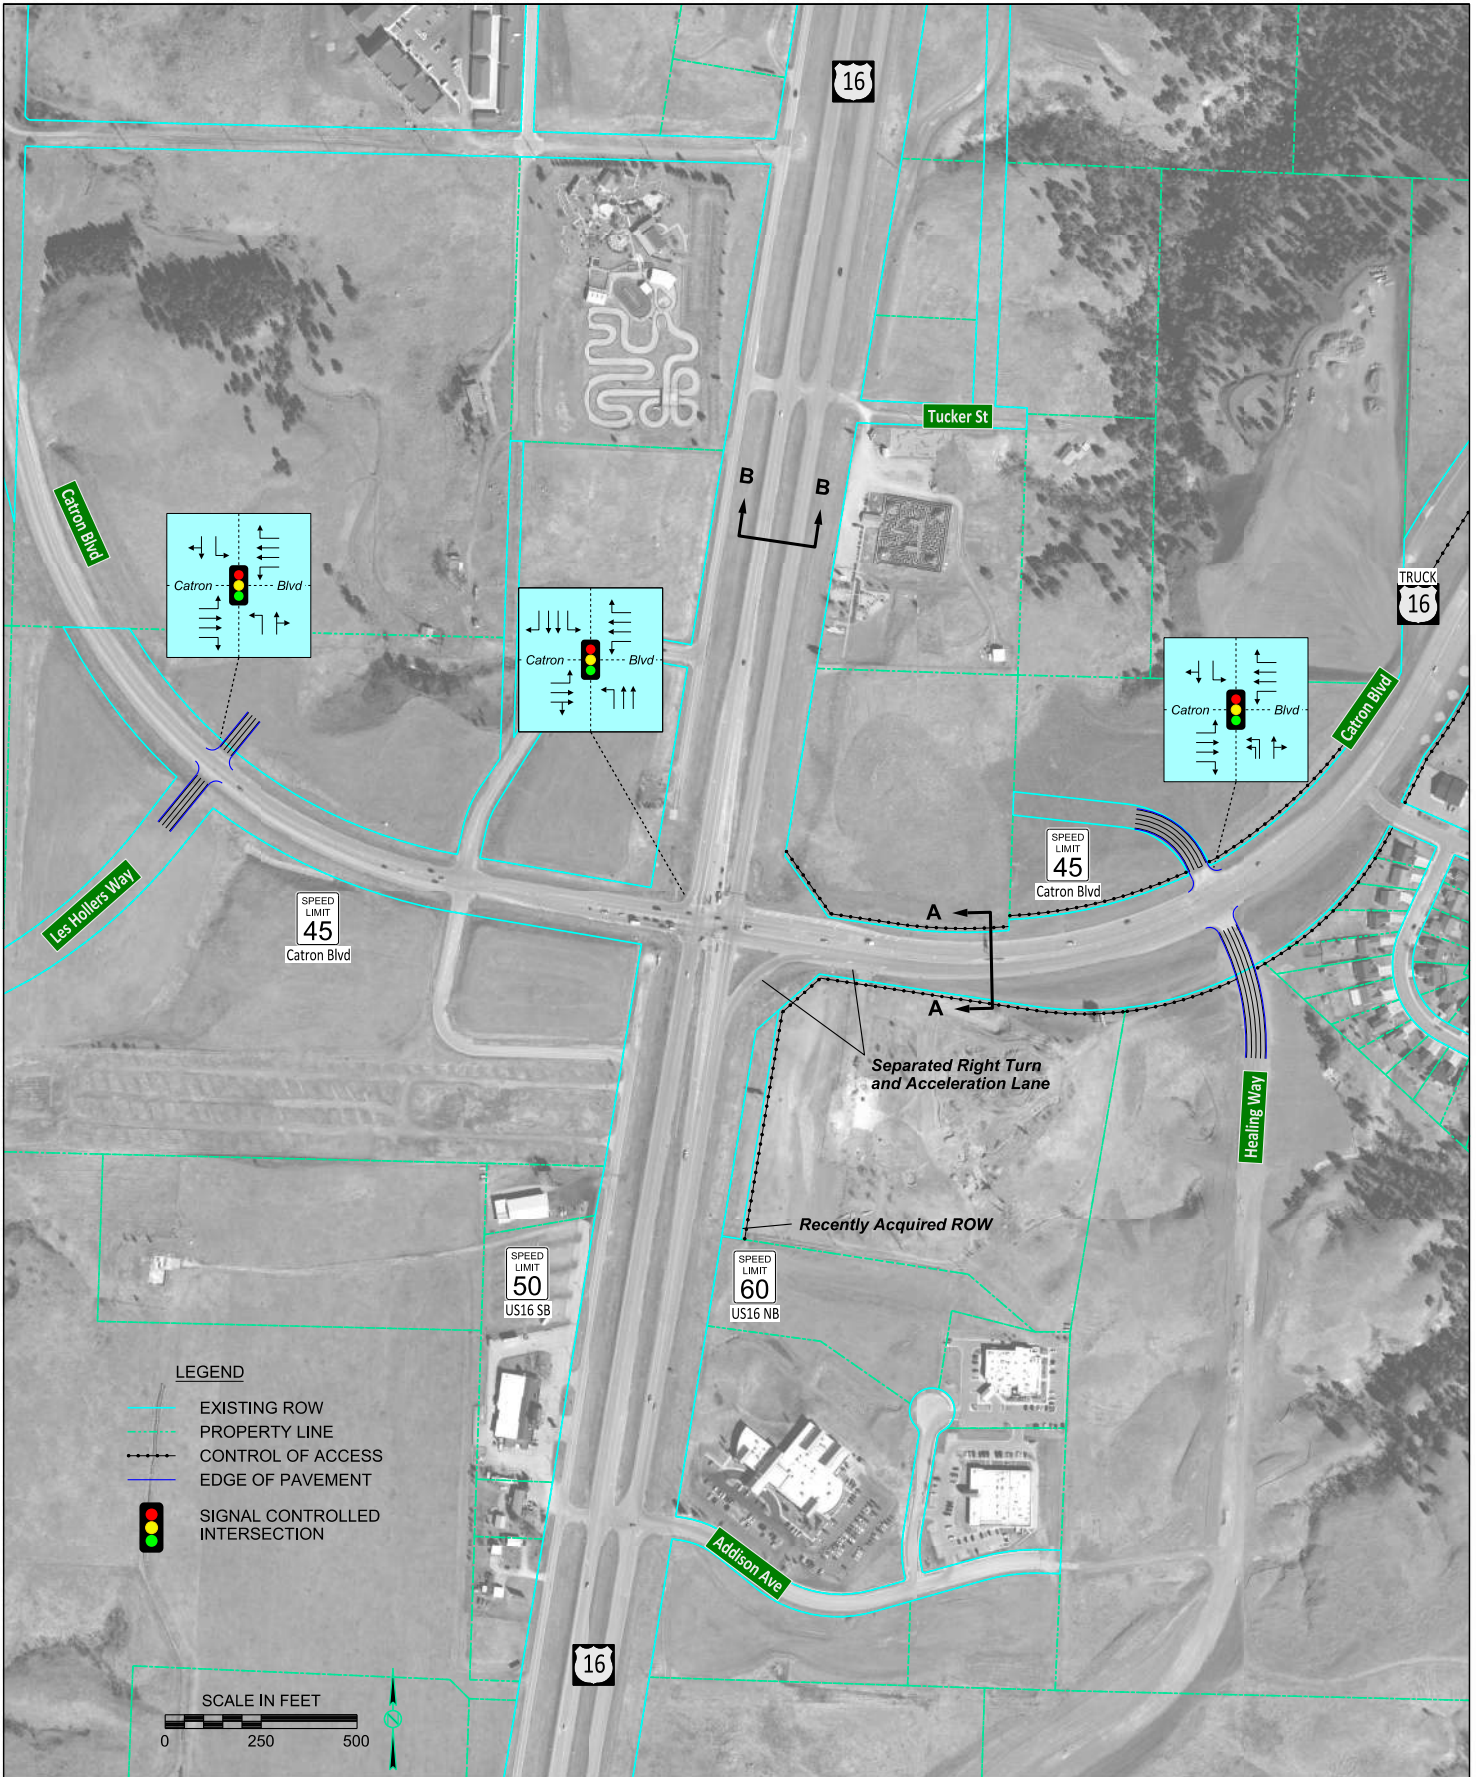 16
Tucker St
B
B
Catron Blvd
Catron
Blvd
Catron
Blvd
TRUCK
16
Catron
Blvd
Catron Blvd
SPEED
LIMIT
45
Catron Blvd
Les Hollers Way
SPEED
LIMIT
45
Catron Blvd
A
A
Separated Right Turn
and Acceleration Lane
Healing Way
Recently Acquired ROW
SPEED
LIMIT
50
US16 SB
SPEED
LIMIT
60
US16 NB
LEGEND
EXISTING ROW
PROPERTY LINE
CONTROL OF ACCESS
EDGE OF PAVEMENT
SIGNAL CONTROLLED
INTERSECTION
Addison Ave
16
SCALE IN FEET
0 250 500